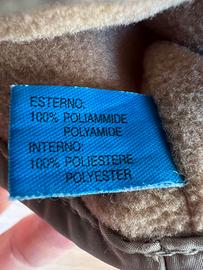 ESTERNO:
100% POLIAMMIDE
POLYAMIDE
INTERNO:
100% POLIESTERE
POLYESTER